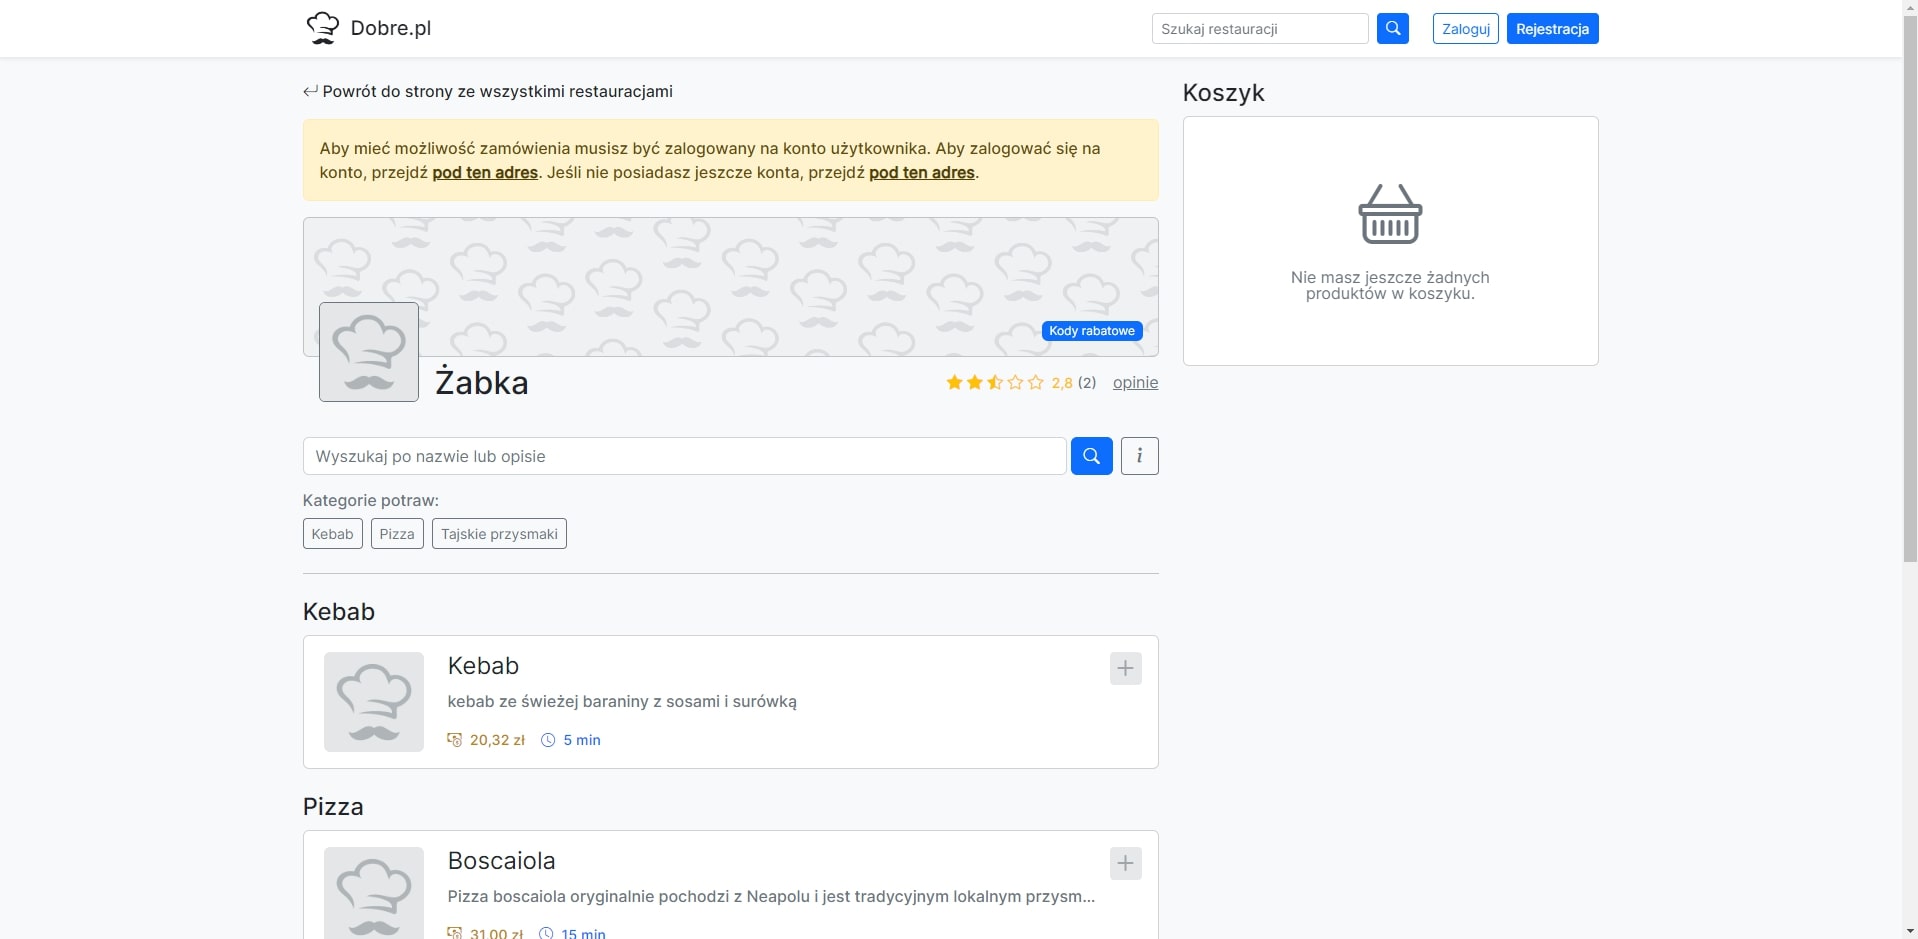 Dobre.pl
Szukaj restauracji
Zaloguj
Rejestracja
Powrót do strony ze wszystkimi restauracjami
Aby mieć możliwość zamówienia musisz być zalogowany na konto użytkownika. Aby zalogować się na
konto, przejdź pod ten adres. Jeśli nie posiadasz jeszcze konta, przejdź pod ten adres.
Kody rabatowe
Żabka
2,8 (2) opinie
Wyszukaj po nazwie lub opisie
i
Kategorie potraw:
Kebab
Pizza
Tajskie przysmaki
Kebab
Kebab
kebab ze świeżej baraniny z sosami i surówką
20,32 zł 5 min
Pizza
Boscaiola
Pizza boscaiola oryginalnie pochodzi z Neapolu i jest tradycyjnym lokalnym przysm...
31,00 zł 15 min
Koszyk
Nie masz jeszcze żadnych
produktów w koszyku.